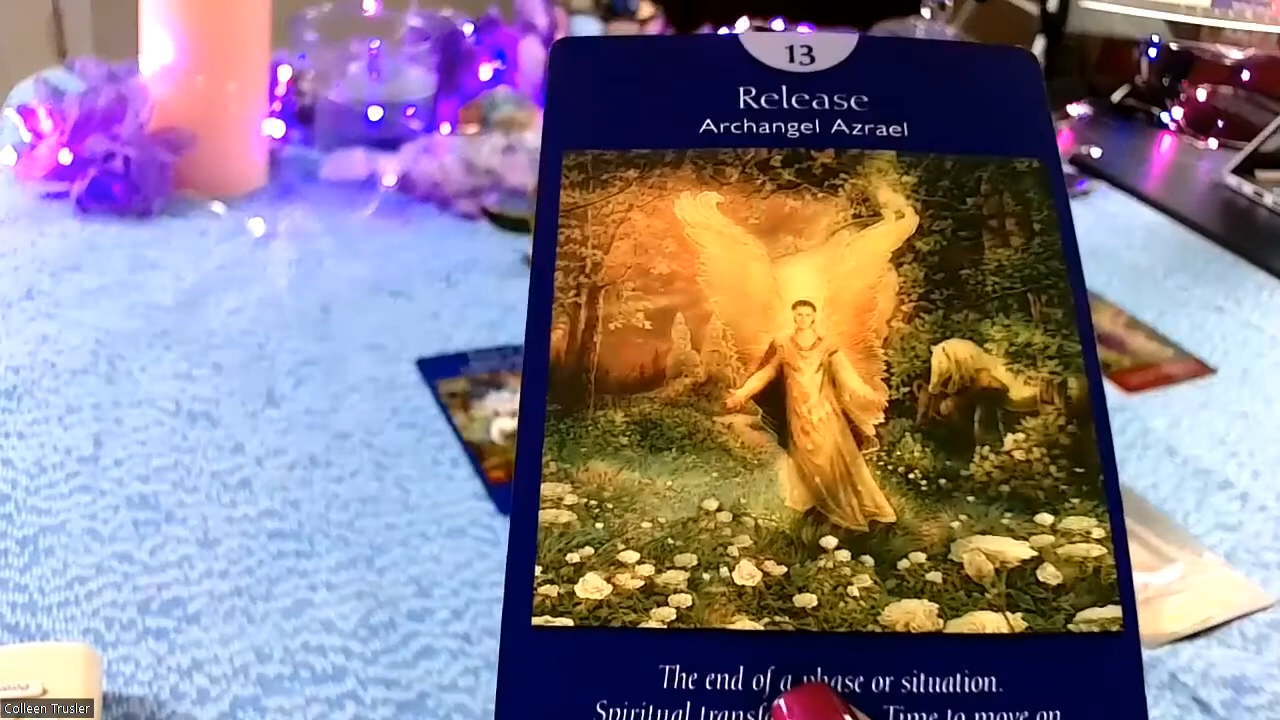 13
Release
Archangel Azrael
The end of a phase or situation.
Spiritual Time to move on
Colleen Trusler